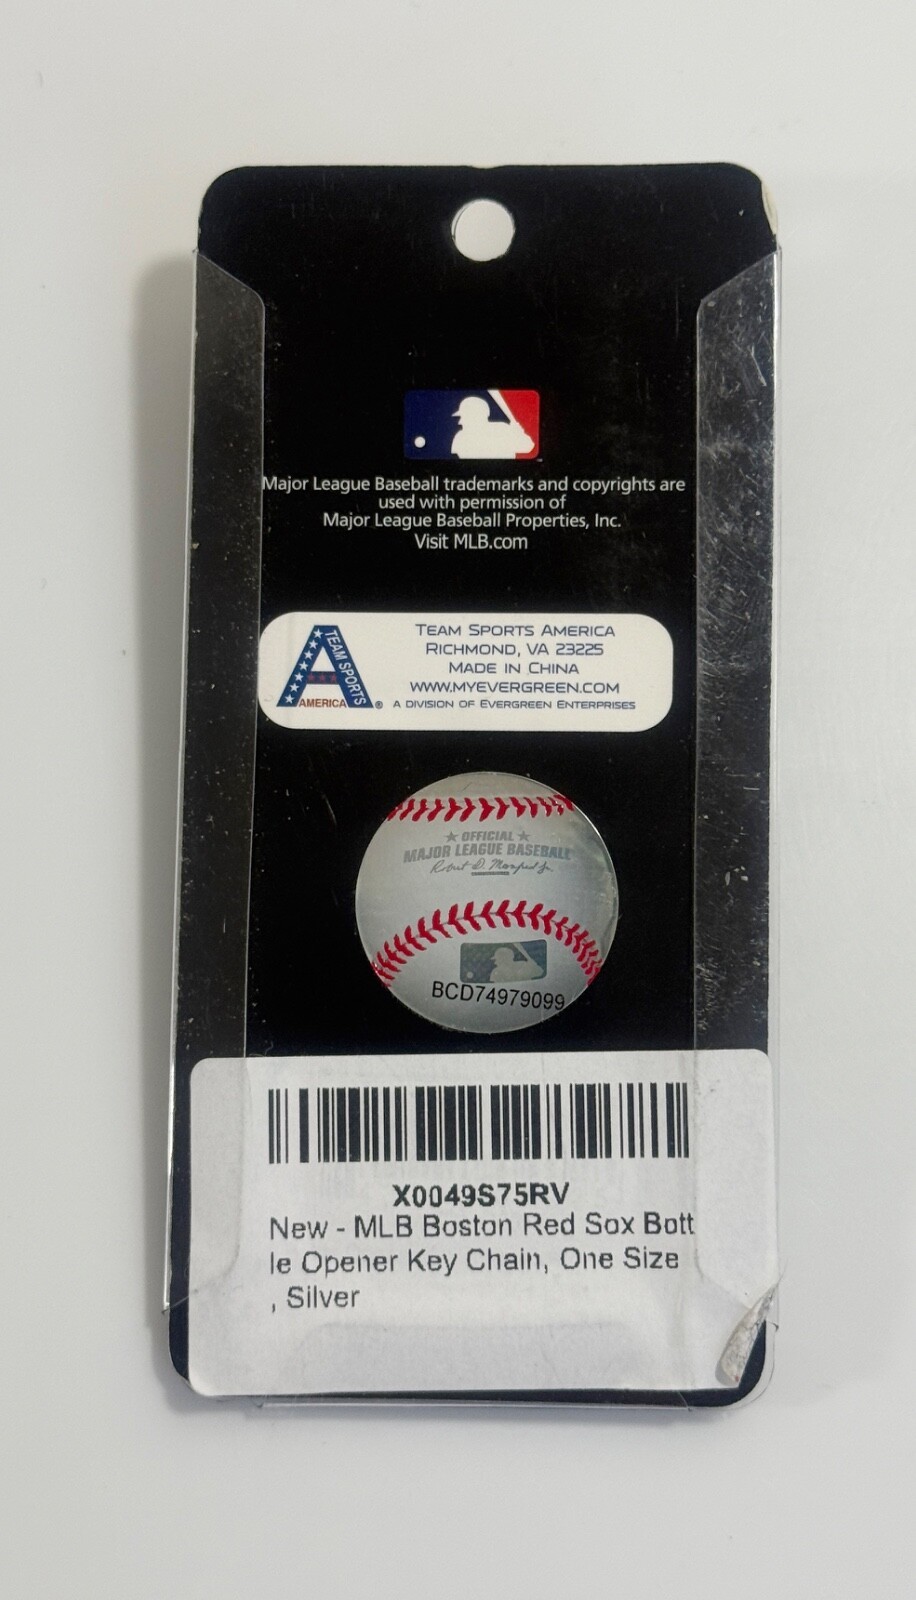 Major League Baseball trademarks and copyrights are
used with permission of
Major League Baseball Properties, Inc.
Visit MLB.com
TEAM SPORTS
AMERICA
®
TEAM SPORTS AMERICA
RICHMOND, VA 23225
MADE IN CHINA
WWW.MYEVERGREEN.COM
A DIVISION OF EVERGREEN ENTERPRISES
★ OFFICIAL ★
MAJOR LEAGUE BASEBALL
Robert D. Manfred Jr.
BCD74979099
X0049S75RV
New - MLB Boston Red Sox Bott
le Opener Key Chain, One Size
, Silver